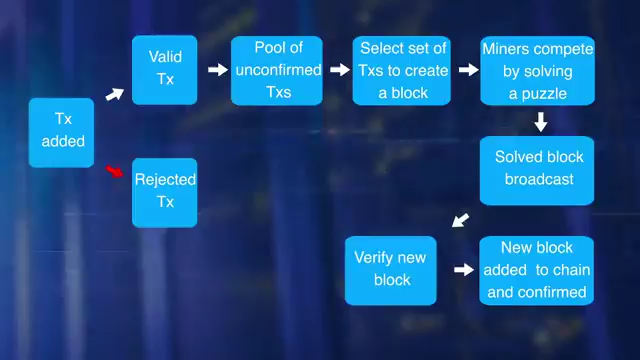 Tx
added
Valid
Tx
Rejected
Tx
Pool of
unconfirmed
Txs
Select set of
Txs to create
a block
Miners compete
by solving
a puzzle
Solved block
broadcast
Verify new
block
New block
added to chain
and confirmed